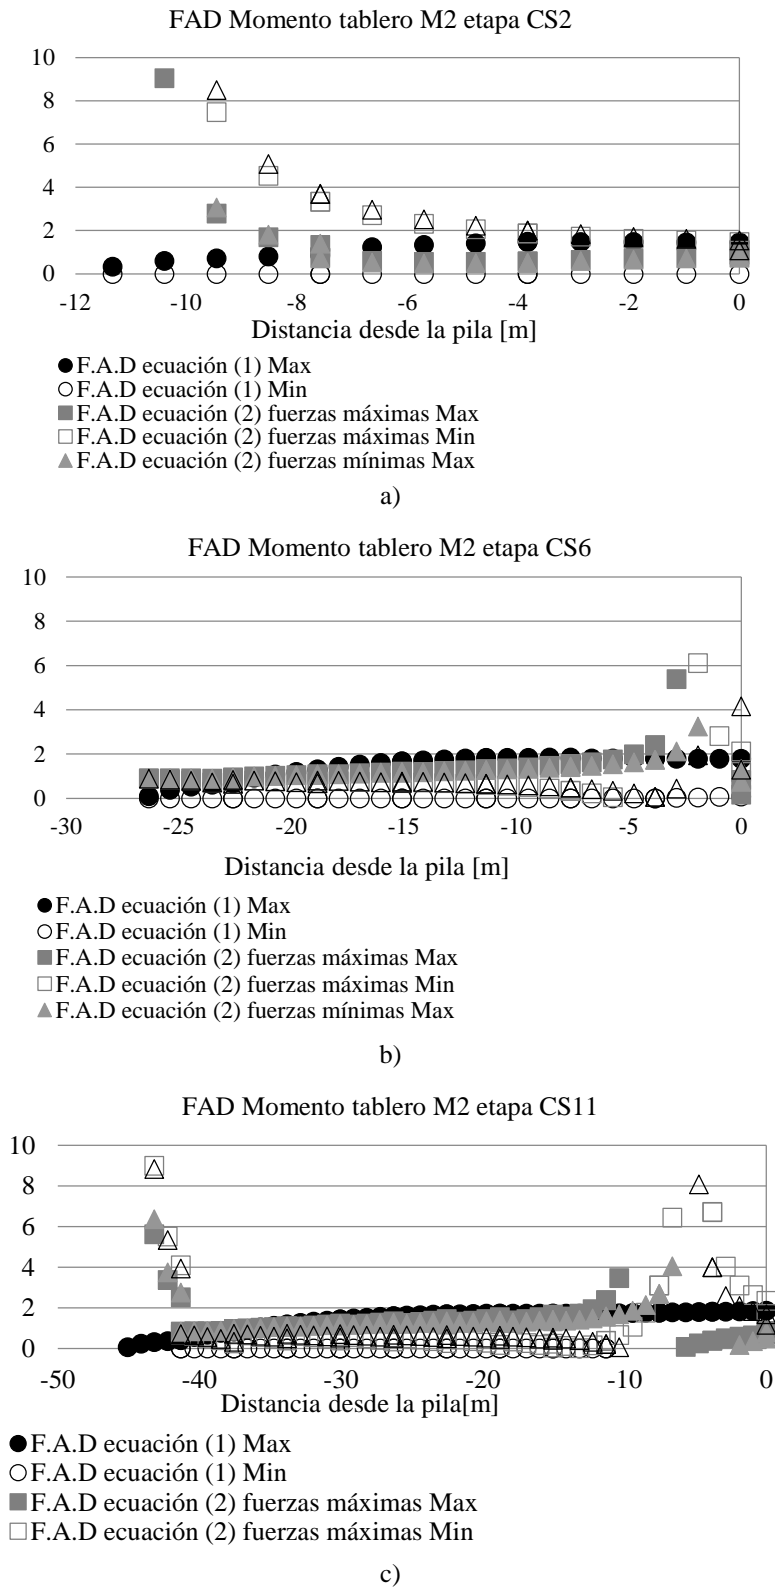 FAD Momento tablero M2 etapa CS2
10
8
6
4
2
0
-12 -10 -8 -6 -4 -2 0
Distancia desde la pila [m]
F.A.D ecuación (1) Max
F.A.D ecuación (1) Min
F.A.D ecuación (2) fuerzas máximas Max
F.A.D ecuación (2) fuerzas máximas Min
F.A.D ecuación (2) fuerzas mínimas Max
a)
FAD Momento tablero M2 etapa CS6
10
8
6
4
2
0
-30 -25 -20 -15 -10 -5 0
Distancia desde la pila [m]
F.A.D ecuación (1) Max
F.A.D ecuación (1) Min
F.A.D ecuación (2) fuerzas máximas Max
F.A.D ecuación (2) fuerzas máximas Min
F.A.D ecuación (2) fuerzas mínimas Max
b)
FAD Momento tablero M2 etapa CS11
10
8
6
4
2
0
-50 -40 -30 -20 -10 0
Distancia desde la pila[m]
F.A.D ecuación (1) Max
F.A.D ecuación (1) Min
F.A.D ecuación (2) fuerzas máximas Max
F.A.D ecuación (2) fuerzas máximas Min
c)